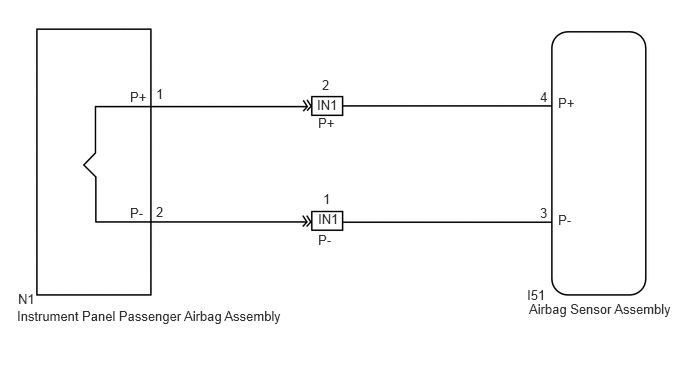 2
P+ 1 IN1 4 P+
P+
1
P- 2 IN1 3 P-
P-
N1 I51
Instrument Panel Passenger Airbag Assembly Airbag Sensor Assembly